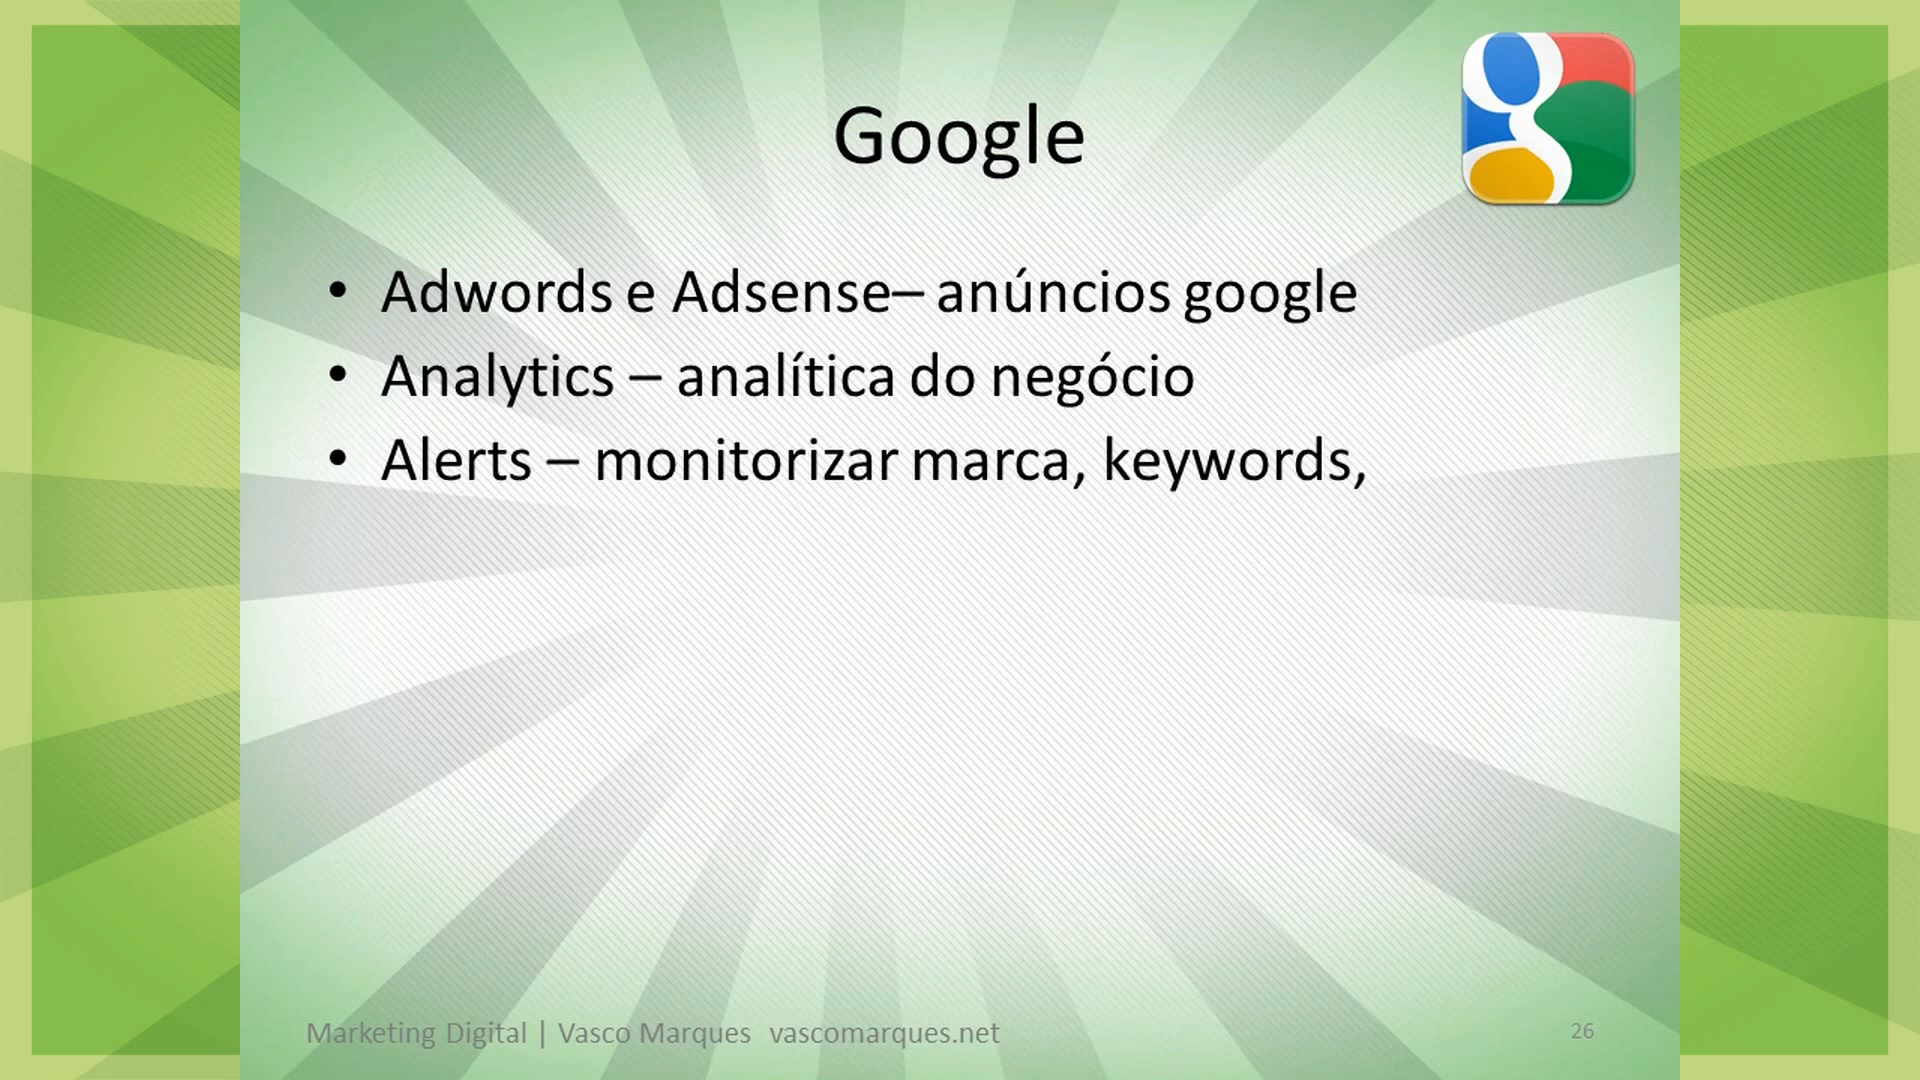 Google
• Adwords e Adsense– anúncios google
• Analytics – analítica do negócio
• Alerts – monitorizar marca, keywords,
Marketing Digital | Vasco Marques vascomarques.net
26